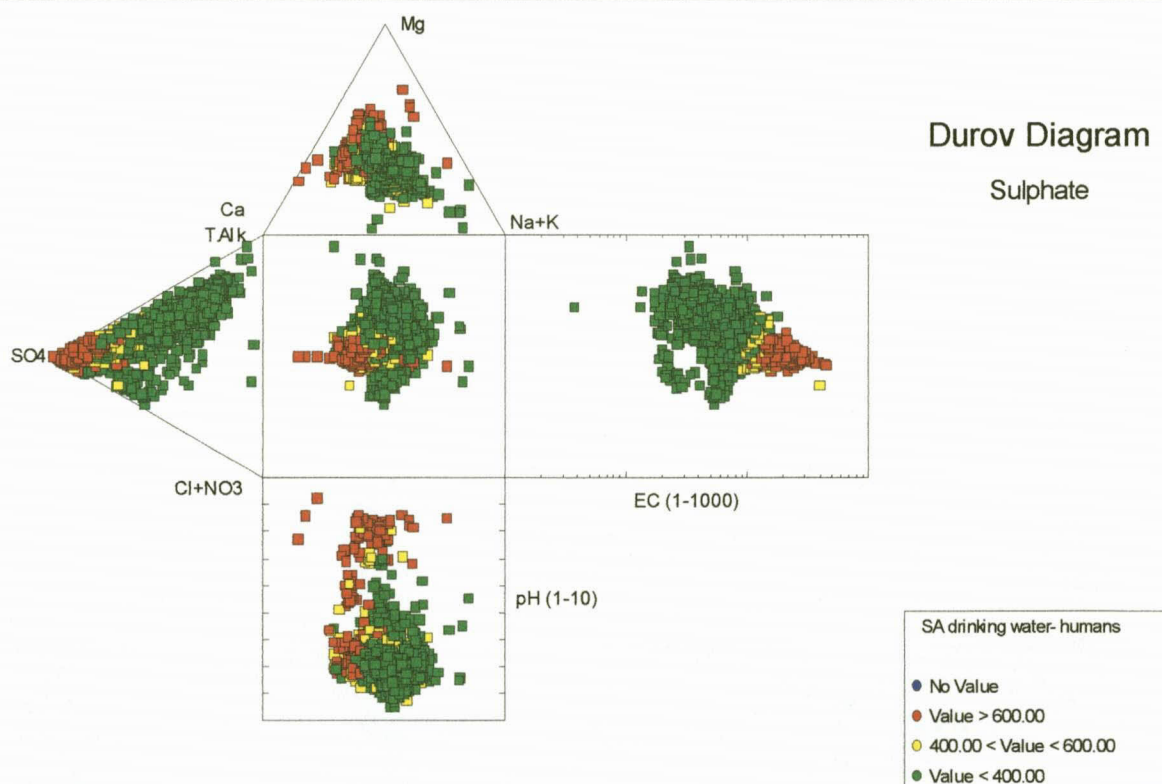 Mg
Durov Diagram
Sulphate
Ca
TAlk
Na+K
SO4
Cl+NO3
EC (1-1000)
pH (1-10)
SA drinking water- humans
No Value
Value > 600.00
400.00 < Value < 600.00
Value < 400.00